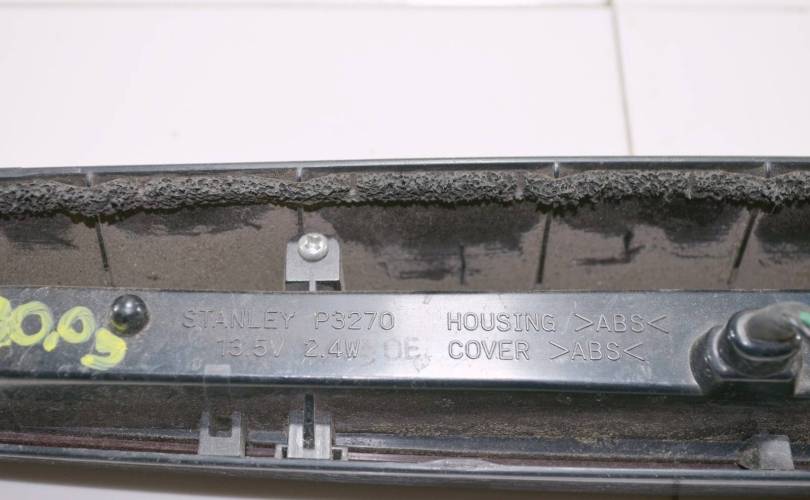 STANLEY P3270 HOUSING >ABS<
13.5V 2.4W OE COVER >ABS<